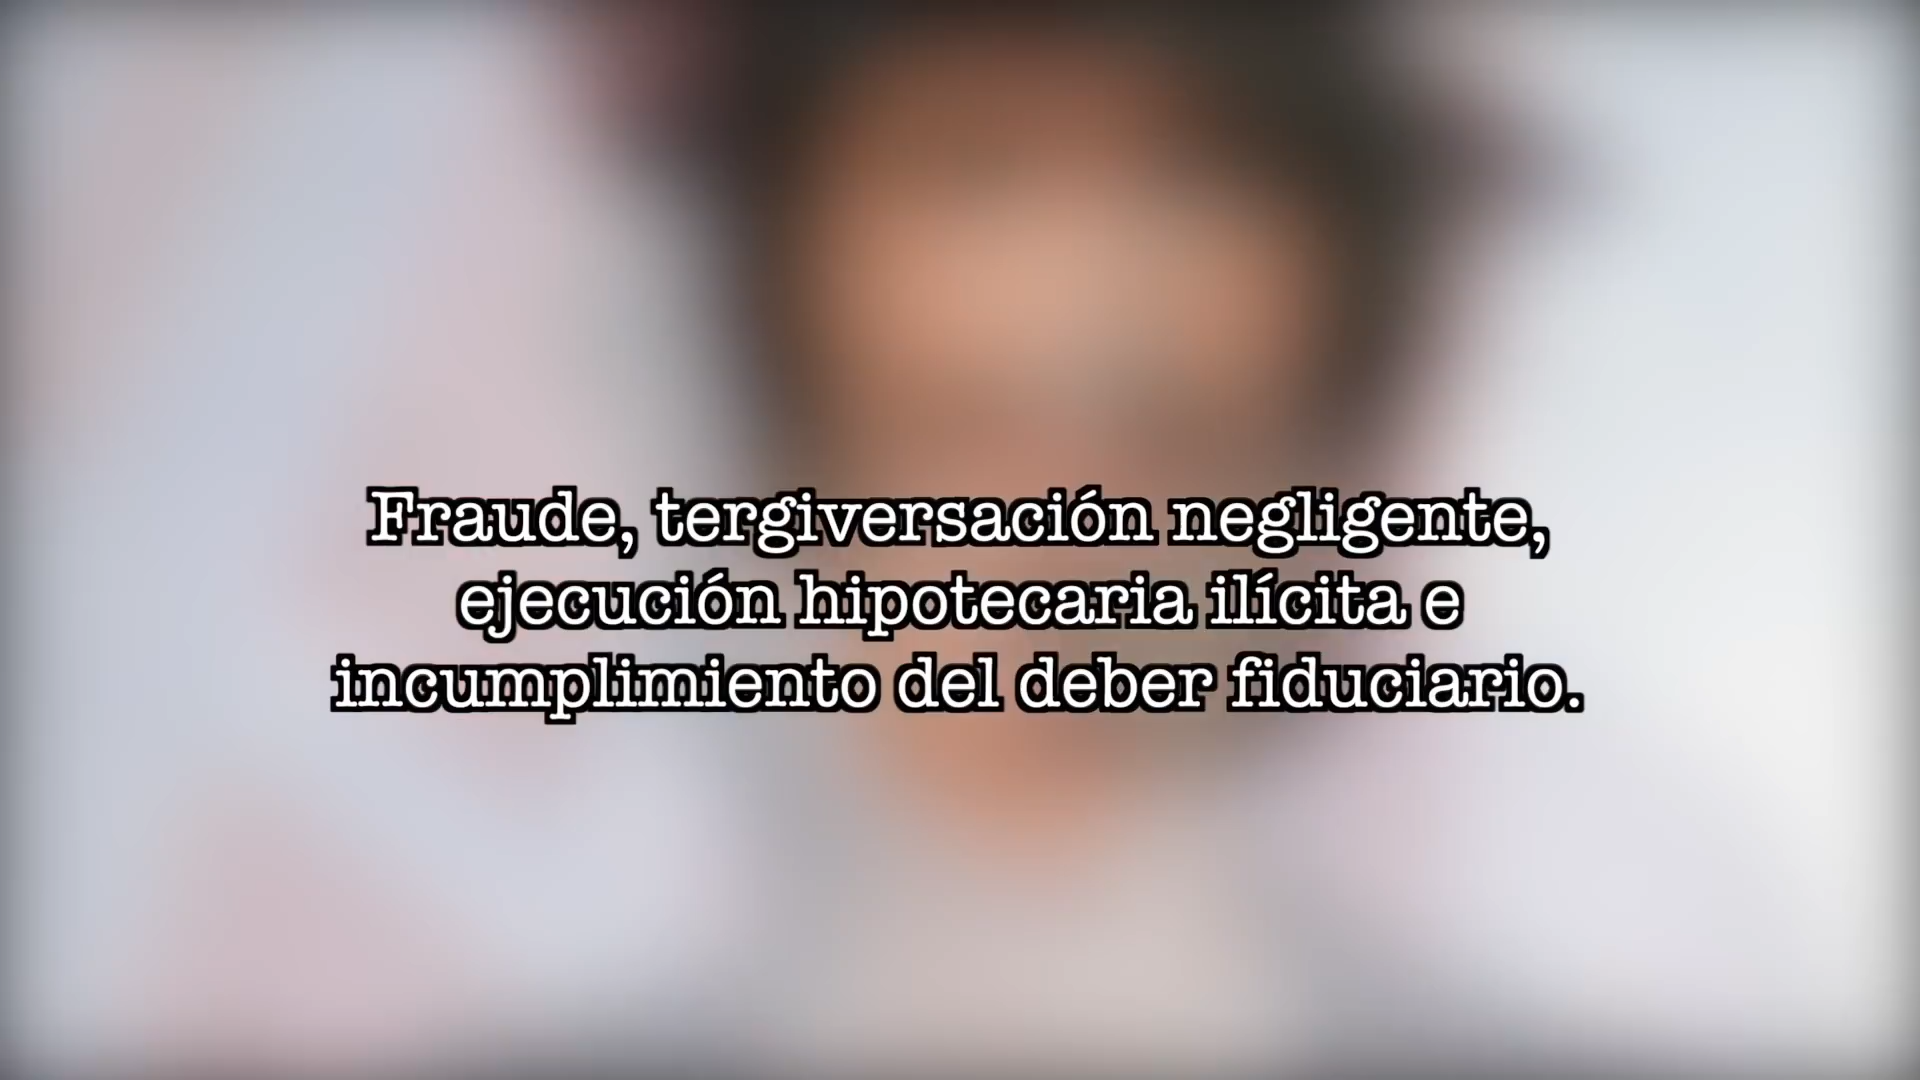 Fraude, tergiversación negligente,
ejecución hipotecaria ilícita e
incumplimiento del deber fiduciario.